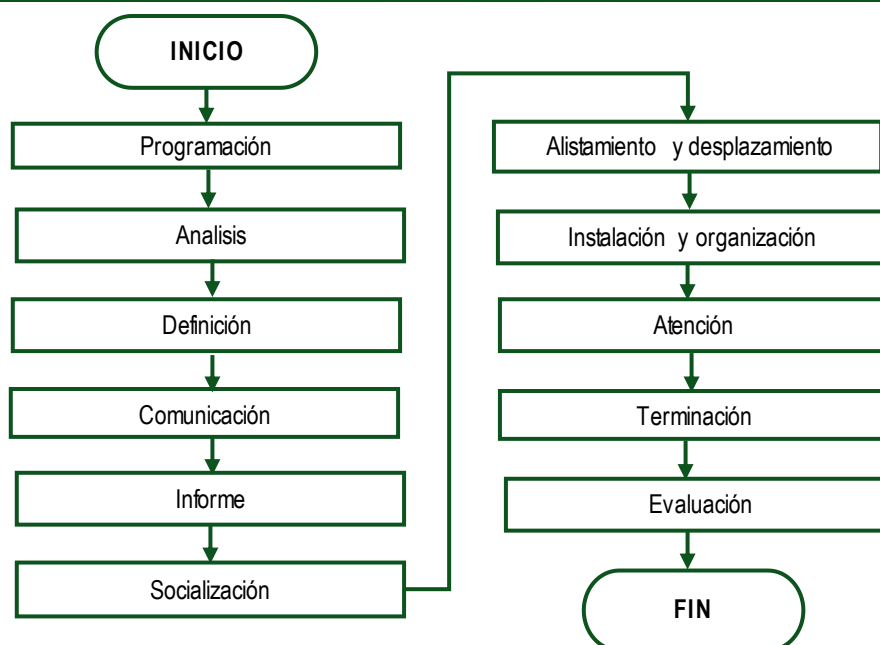 INICIO
Programación
Analisis
Definición
Comunicación
Informe
Socialización
Alistamiento y desplazamiento
Instalación y organización
Atención
Terminación
Evaluación
FIN